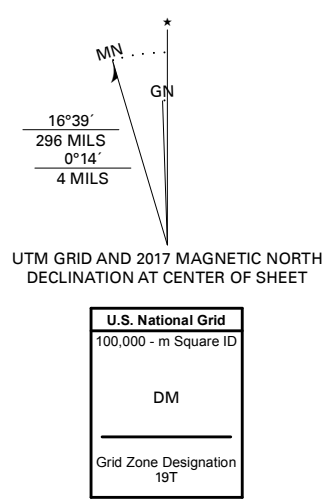 ★
MN
GN
16°39´
296 MILS
0°14´
4 MILS
UTM GRID AND 2017 MAGNETIC NORTH
DECLINATION AT CENTER OF SHEET
U.S. National Grid
100,000 - m Square ID
DM
Grid Zone Designation
19T